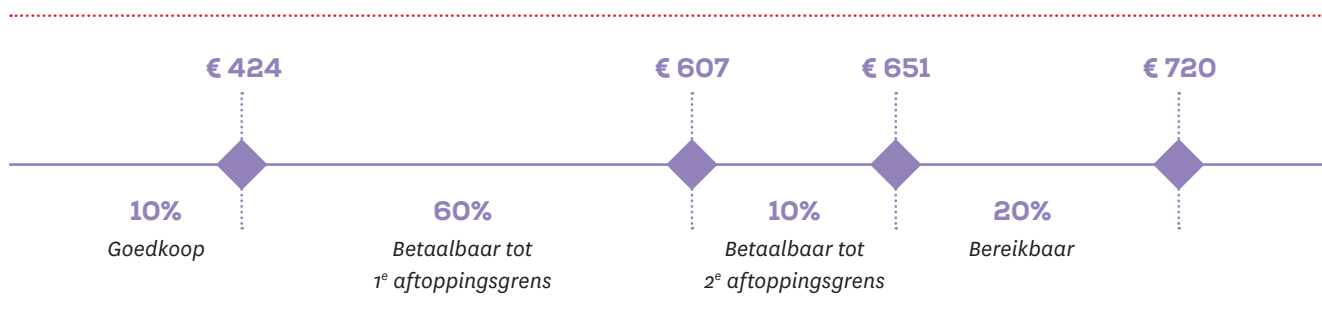 € 424 € 607 € 651 € 720
10% 60% 10% 20%
Goedkoop Betaalbaar tot Betaalbaar tot Bereikbaar
1e aftoppingsgrens 2e aftoppingsgrens